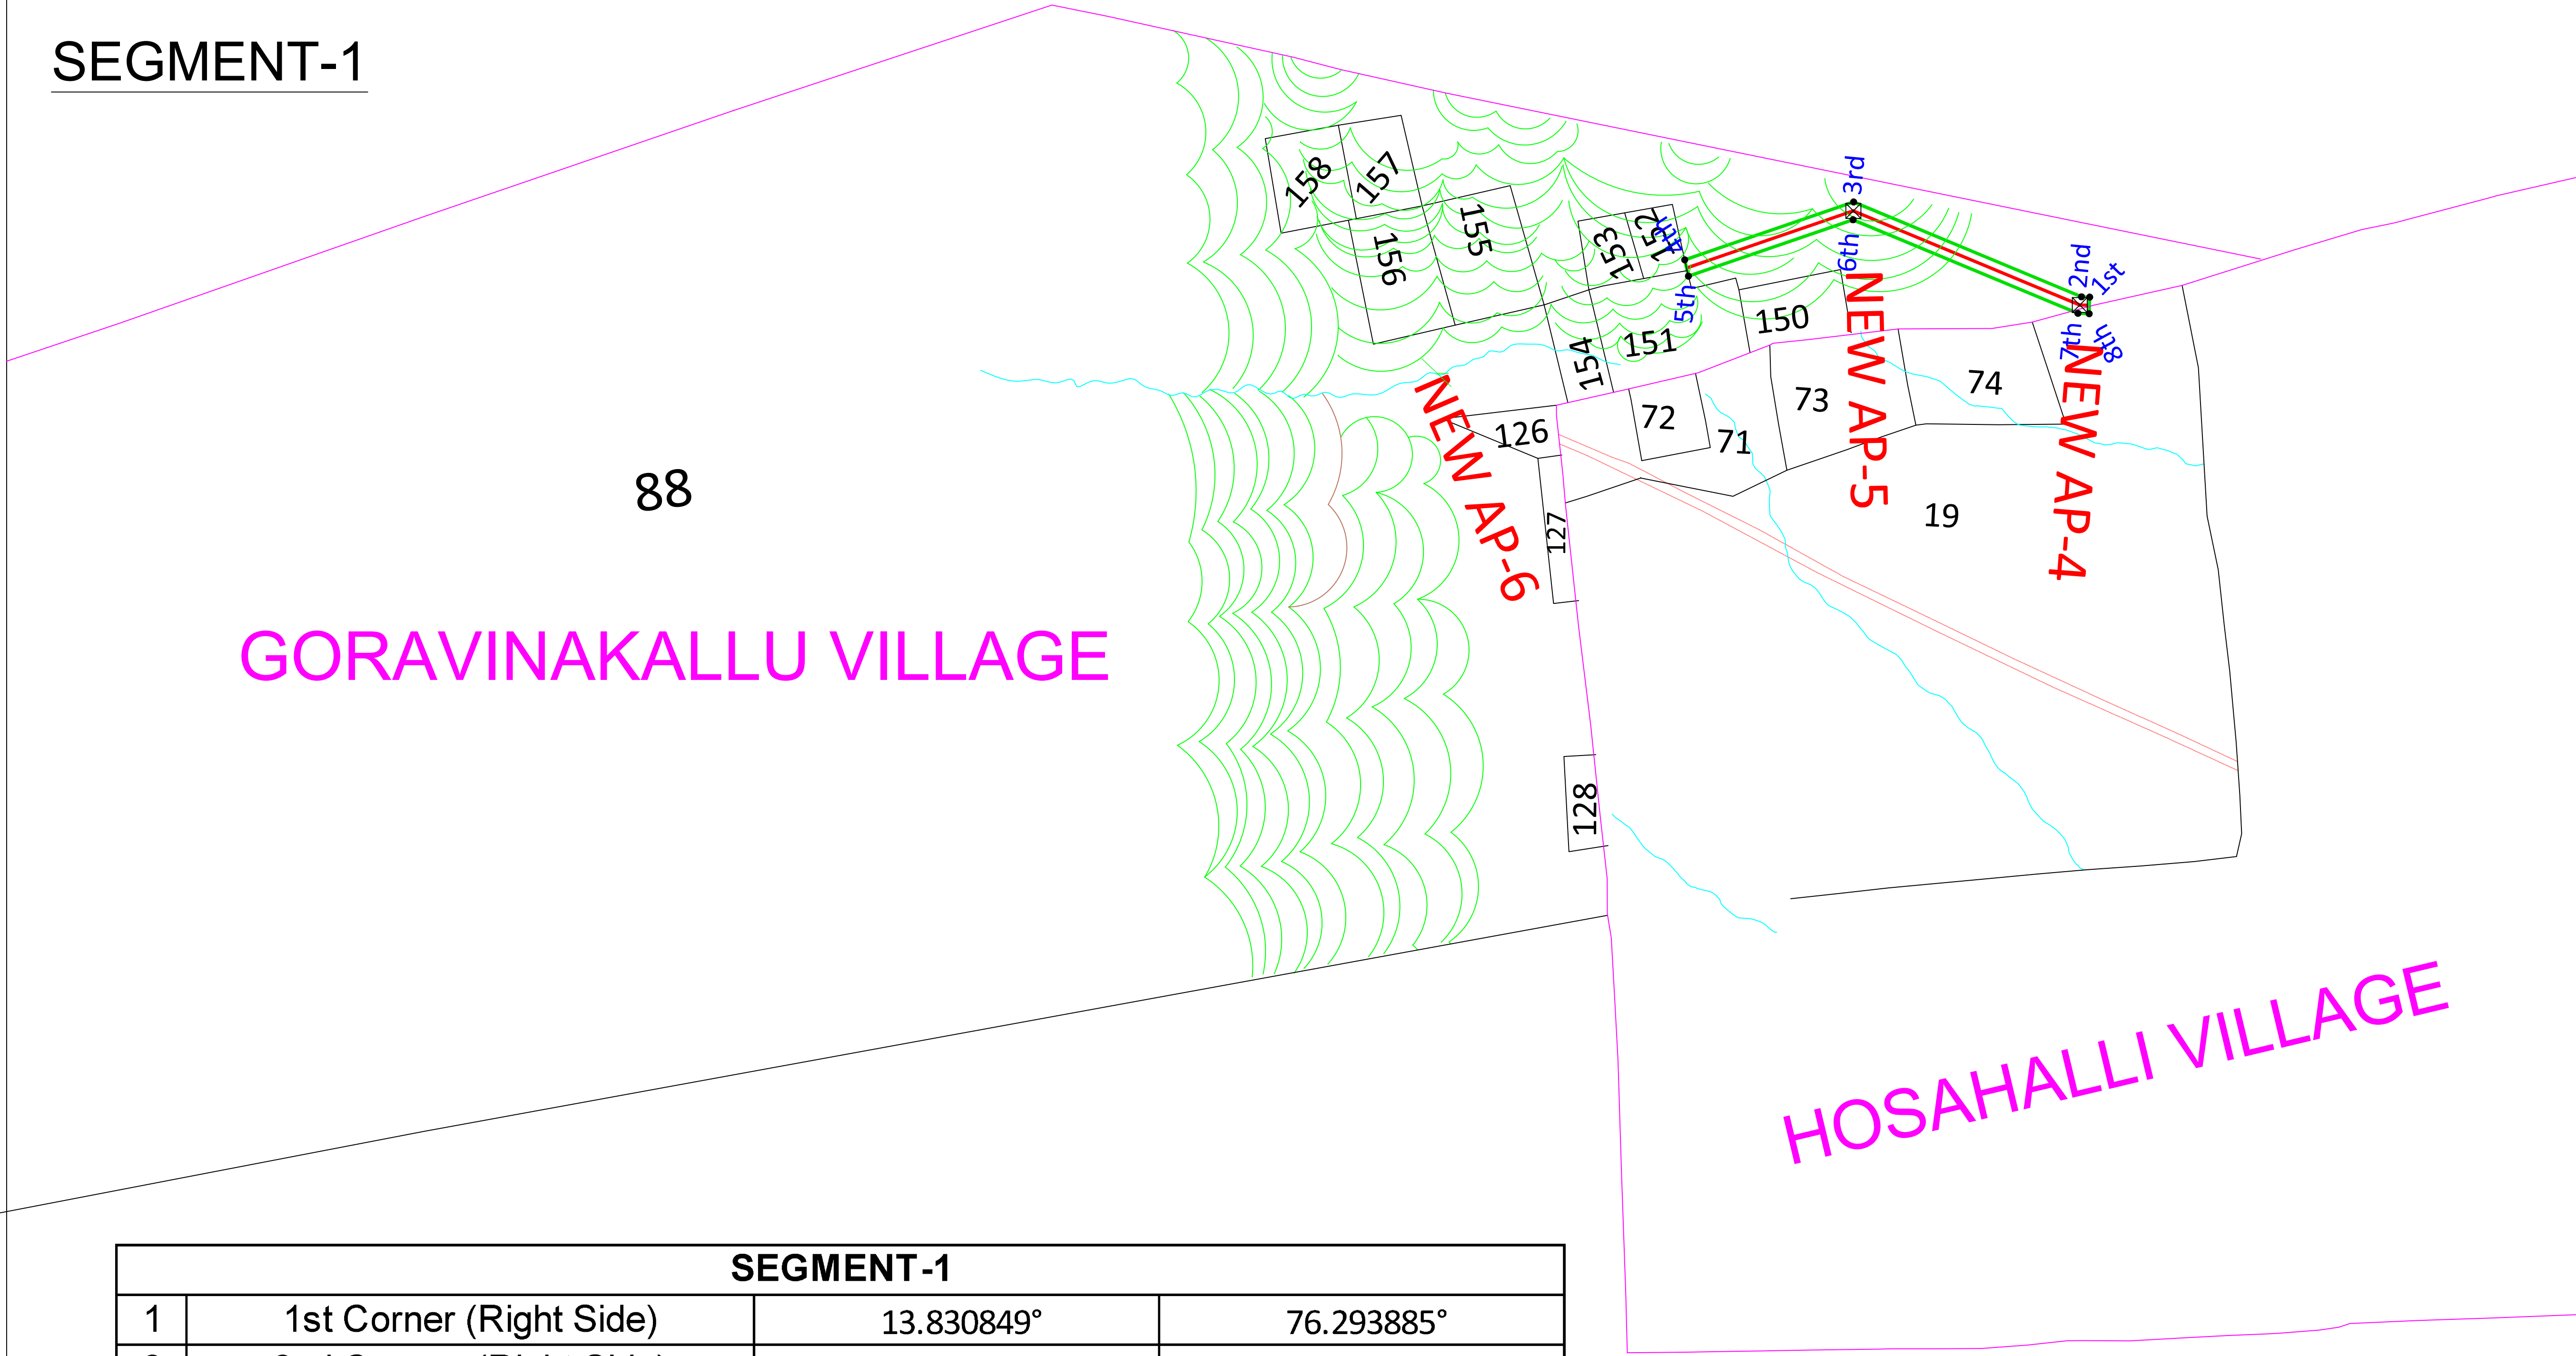 SEGMENT-1
158
157
155
156
153
152
4th
3rd
6th
2nd
1st
5th
7th
8th
150
151
154
NEW AP-5
NEW AP-4
NEW AP-6
74
73
72
71
126
127
19
88
GORAVINAKALLU VILLAGE
128
HOSAHALLI VILLAGE
SEGMENT-1
1 1st Corner (Right Side) 13.830849° 76.293885°